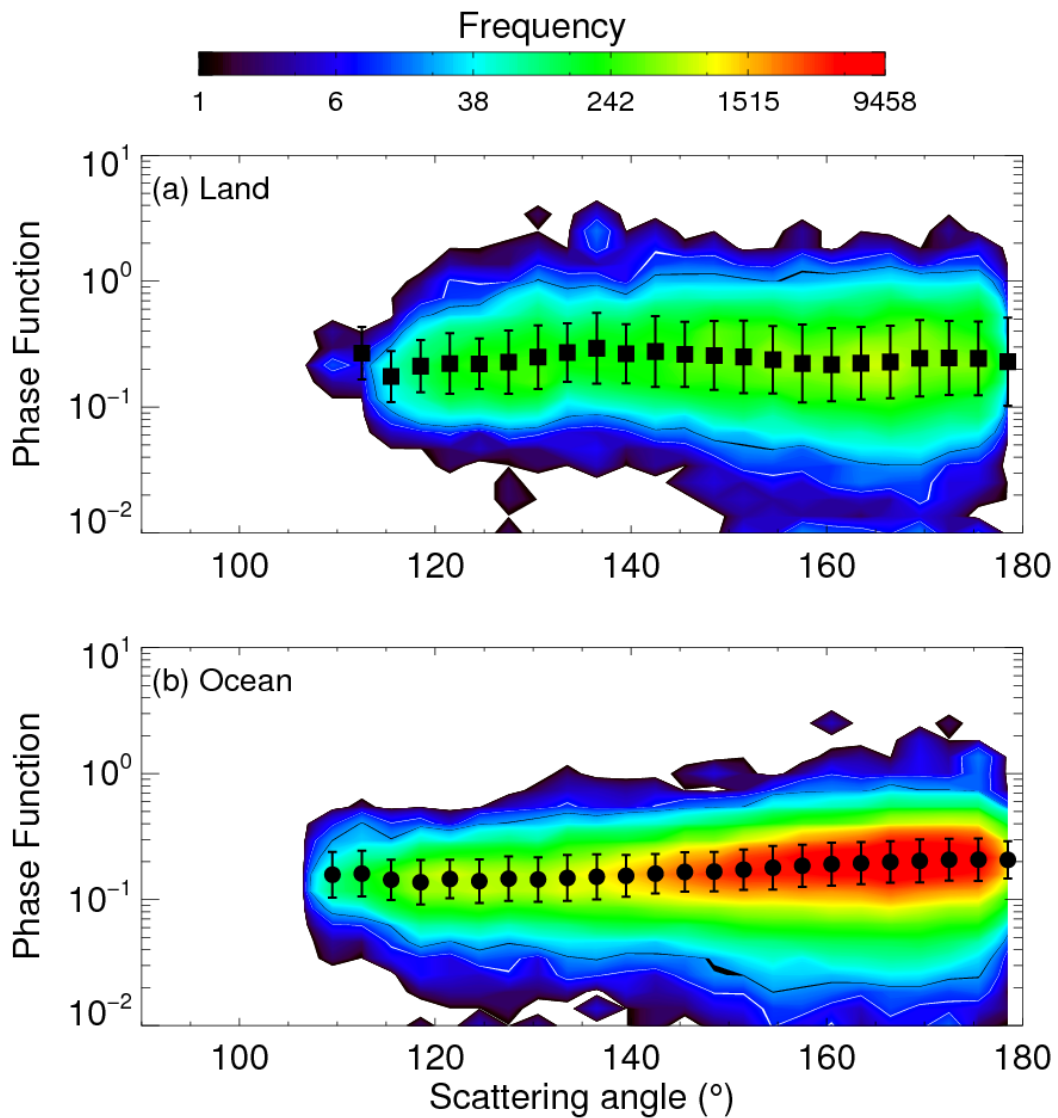 Frequency
1 6 38 242 1515 9458
10¹
(a) Land
10⁰
10⁻¹
10⁻²
Phase Function
100 120 140 160 180
10¹
(b) Ocean
10⁰
10⁻¹
10⁻²
Phase Function
100 120 140 160 180
Scattering angle (º)